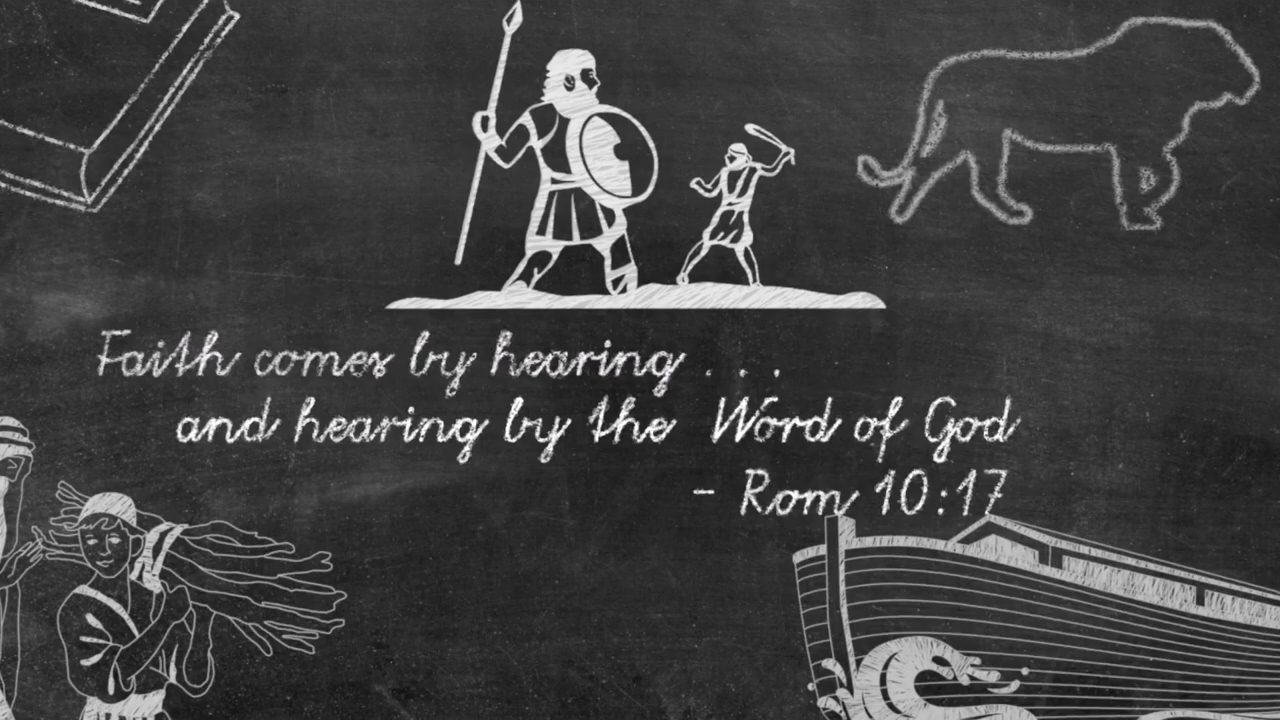 Faith comes by hearing . . .
and hearing by the Word of God
- Rom 10:17